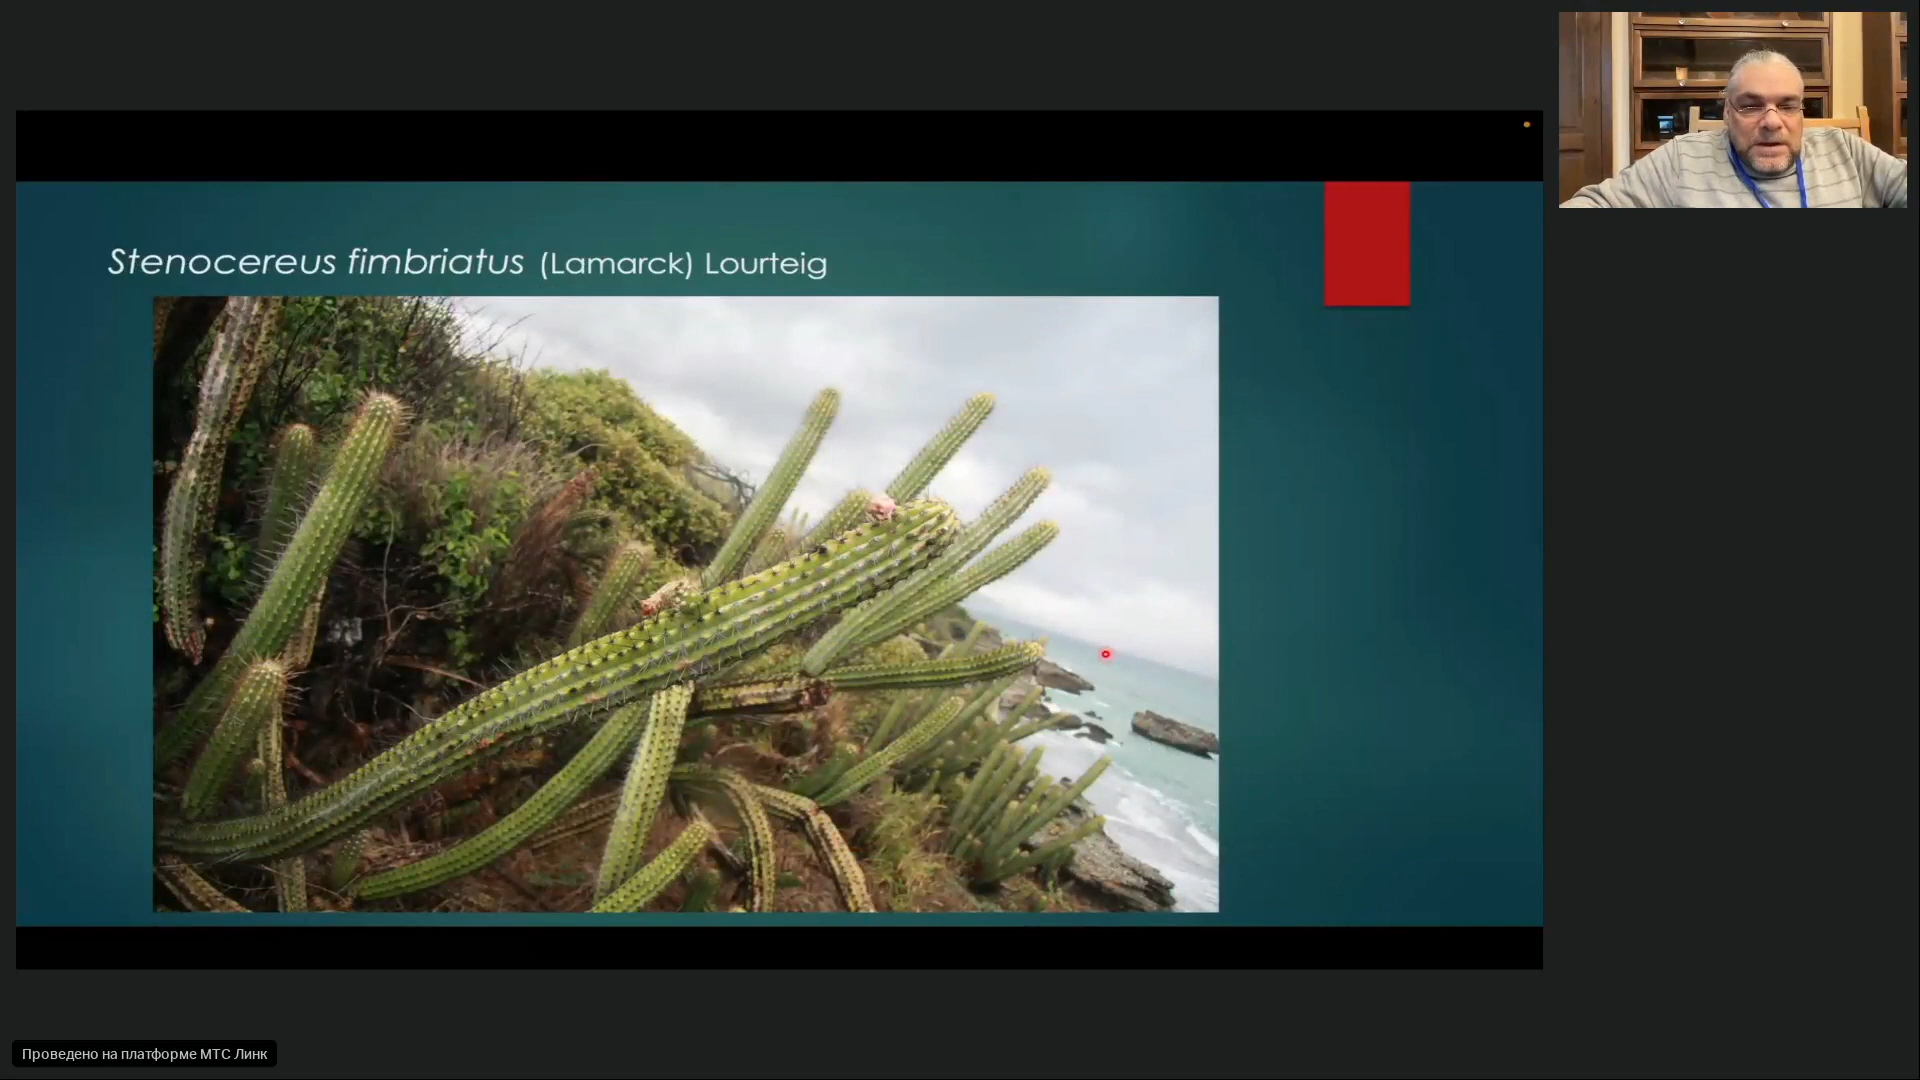 Stenocereus fimbriatus (Lamarck) Lourteig
Проведено на платформе МТС Линк